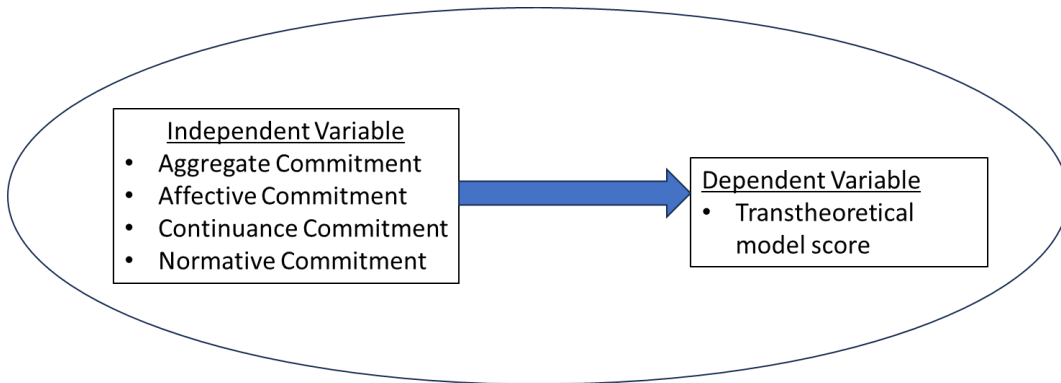 Independent Variable
• Aggregate Commitment
• Affective Commitment
• Continuance Commitment
• Normative Commitment
Dependent Variable
• Transtheoretical
model score